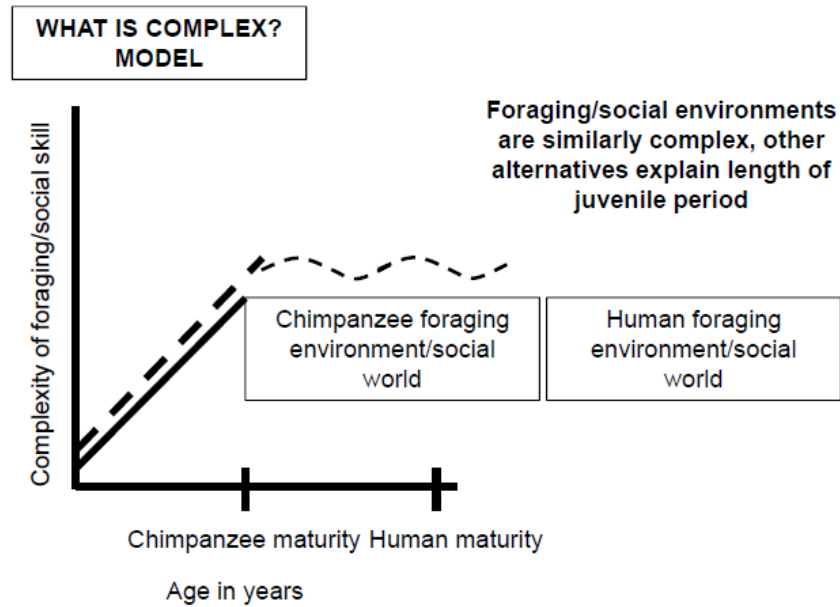 WHAT IS COMPLEX?
MODEL
Foraging/social environments
are similarly complex, other
alternatives explain length of
juvenile period
Complexity of foraging/social skill
Chimpanzee foraging
environment/social
world
Human foraging
environment/social
world
Chimpanzee maturity
Human maturity
Age in years